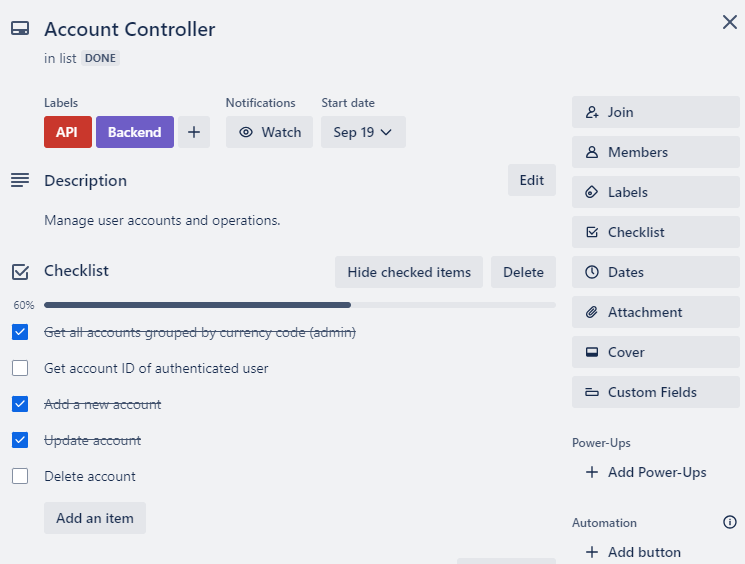 Account Controller
in list DONE
Labels
Notifications
Start date
API
Backend
Watch
Sep 19
Description
Edit
Manage user accounts and operations.
Checklist
Hide checked items
Delete
60%
Get all accounts grouped by currency code (admin)
Get account ID of authenticated user
Add a new account
Update account
Delete account
Add an item
Join
Members
Labels
Checklist
Dates
Attachment
Cover
Custom Fields
Power-Ups
Add Power-Ups
Automation
Add button